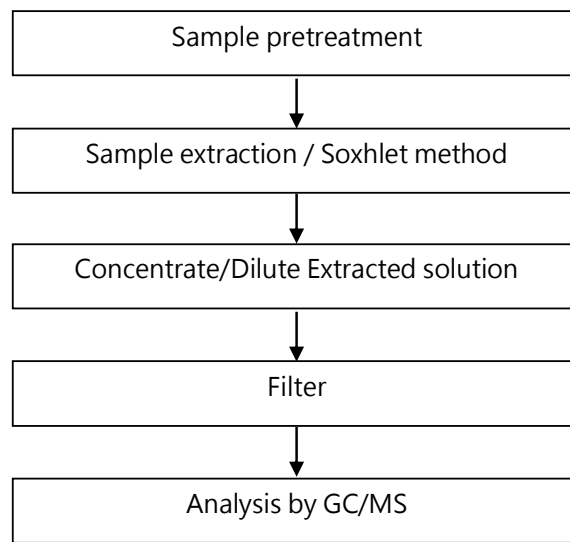 Sample pretreatment
Sample extraction / Soxhlet method
Concentrate/Dilute Extracted solution
Filter
Analysis by GC/MS